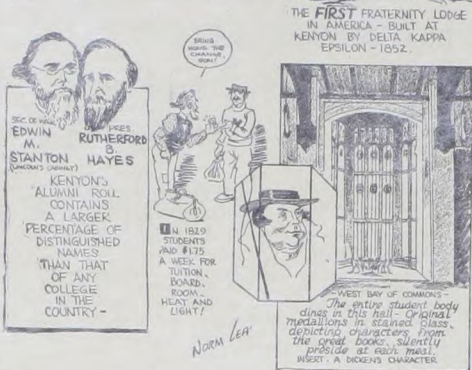 THE FIRST FRATERNITY LODGE
IN AMERICA - BUILT AT
KENYON BY DELTA KAPPA
EPSILON - 1852.
BRING
HOME THE
CHANGE,
SON!
SEC. OF WAR
EDWIN
M.
STANTON
(LINCOLN'S CABINET)
PRES
RUTHERFORD
B.
HAYES
KENYON'S
ALUMNI ROLL
CONTAINS
A LARGER
PERCENTAGE OF
DISTINGUISHED
NAMES
THAN THAT
OF ANY
COLLEGE
IN THE
COUNTRY -
IN 1829
STUDENTS
PAID $1.75
A WEEK FOR
TUITION,
BOARD,
ROOM,
HEAT AND
LIGHT!
NORM LEA
WEST BAY OF COMMONS -
The entire student body
dines in this hall - Original
medallions in stained glass,
depicting characters from
the great books, silently
preside at each meal.
INSERT. A DICKENS CHARACTER